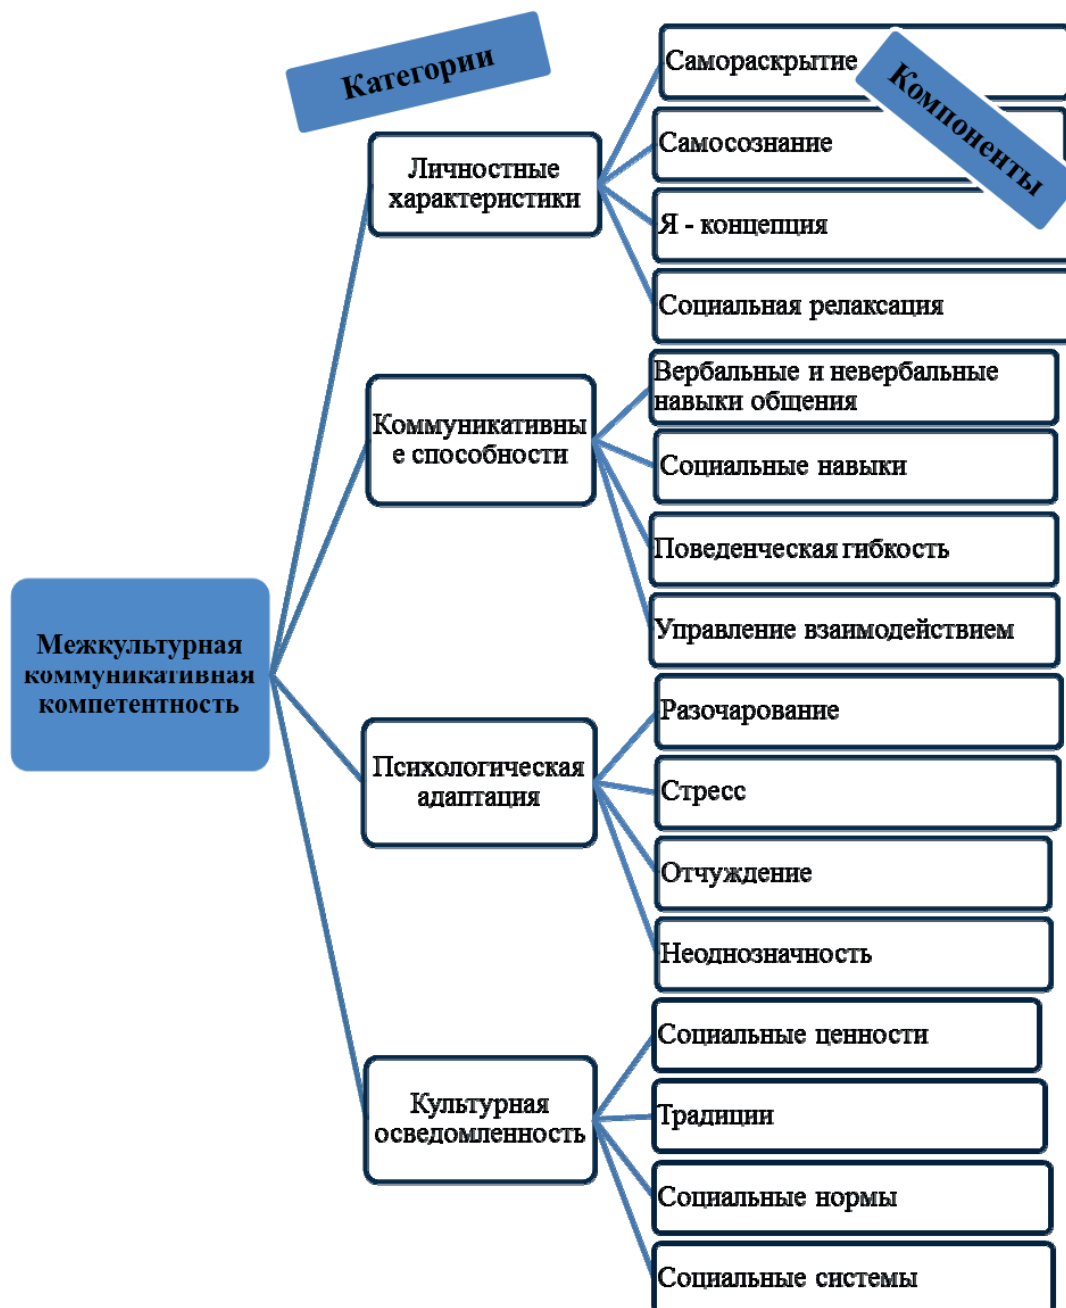 Категории
Компоненты
Межкультурная
коммуникативная
компетентность
Личностные
характеристики
Самораскрытие
Самосознание
Я - концепция
Социальная релаксация
Коммуникативны
е способности
Вербальные и невербальные
навыки общения
Социальные навыки
Поведенческая гибкость
Управление взаимодействием
Психологическая
адаптация
Разочарование
Стресс
Отчуждение
Неоднозначность
Культурная
осведомленность
Социальные ценности
Традиции
Социальные нормы
Социальные системы